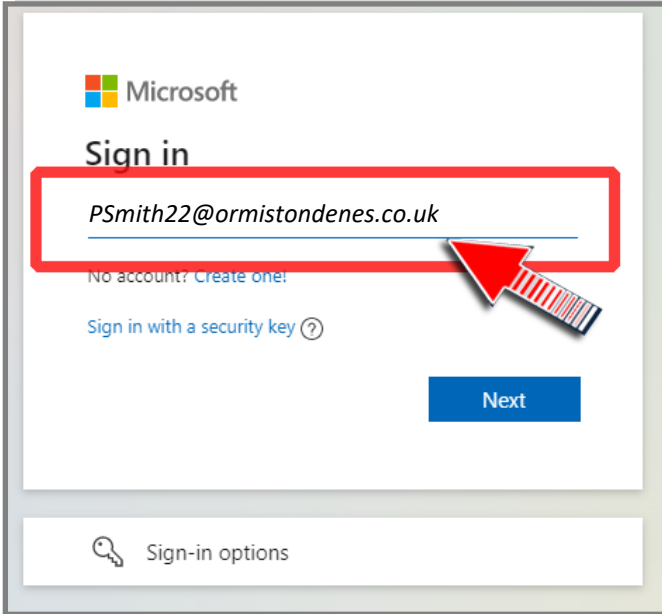 Microsoft
Sign in
PSmith22@ormistondenes.co.uk
No account? Create one!
Sign in with a security key ?
Next
Sign-in options